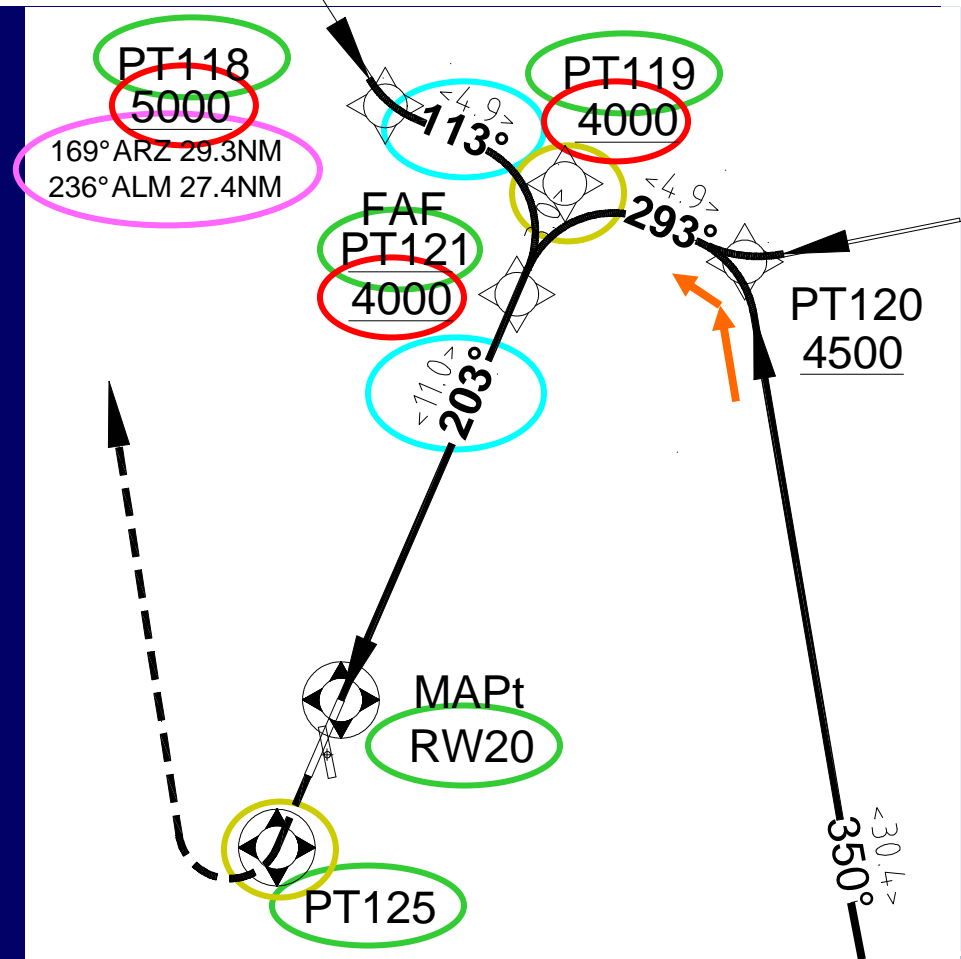 PT118
5000
169° ARZ 29.3NM
236° ALM 27.4NM
<4.9>
113°
PT119
4000
<4.9>
293°
FAF
PT121
4000
PT120
4500
<11.0>
203°
MAPt
RW20
<30.4>
350°
PT125